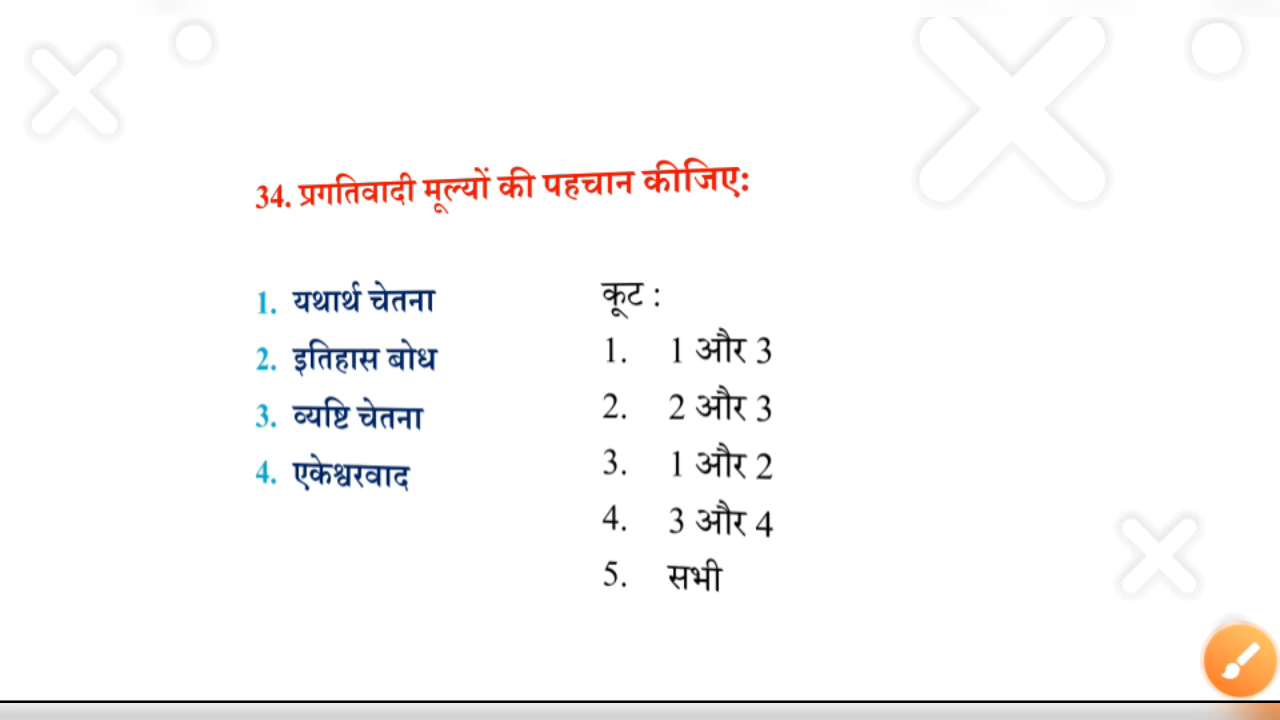 34. प्रगतिवादी मूल्यों की पहचान कीजिए:
1. यथार्थ चेतना
2. इतिहास बोध
3. व्यष्टि चेतना
4. एकेश्वरवाद
कूट :
1. 1 और 3
2. 2 और 3
3. 1 और 2
4. 3 और 4
5. सभी